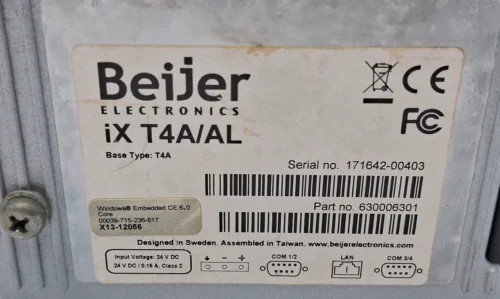 Beijer
ELECTRONICS
iX T4A/AL
Base Type: T4A
CE
FC
Serial no. 171642-00403
Part no. 630006301
Windows® Embedded CE 6.0
Core
00039-715-236-617
X13-12056
Designed in Sweden. Assembled in Taiwan. www.beijerelectronics.com
Input Voltage: 24 V DC
24 V DC / 0.16 A. Class 2
+ - 
COM 1/2
LAN
COM 3/4